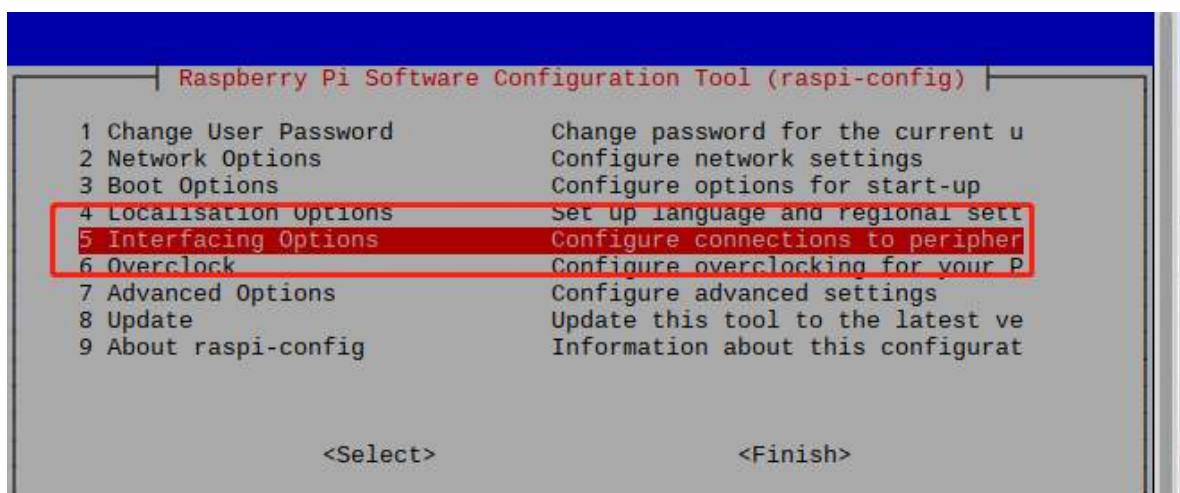 Raspberry Pi Software Configuration Tool (raspi-config)
1 Change User Password Change password for the current u
2 Network Options Configure network settings
3 Boot Options Configure options for start-up
4 Localisation Options Set up language and regional sett
5 Interfacing Options Configure connections to peripher
6 Overclock Configure overclocking for your P
7 Advanced Options Configure advanced settings
8 Update Update this tool to the latest ve
9 About raspi-config Information about this configurat
<Select> <Finish>